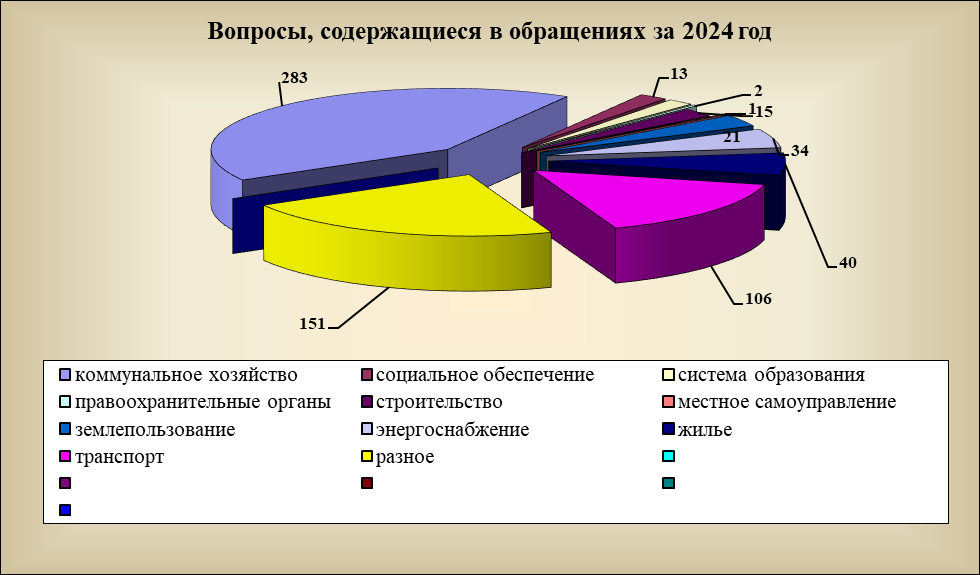 Вопросы, содержащиеся в обращениях за 2024 год
283
13
2
1
15
21
34
40
106
151
коммунальное хозяйство
социальное обеспечение
система образования
правоохранительные органы
строительство
местное самоуправление
землепользование
энергоснабжение
жилье
транспорт
разное